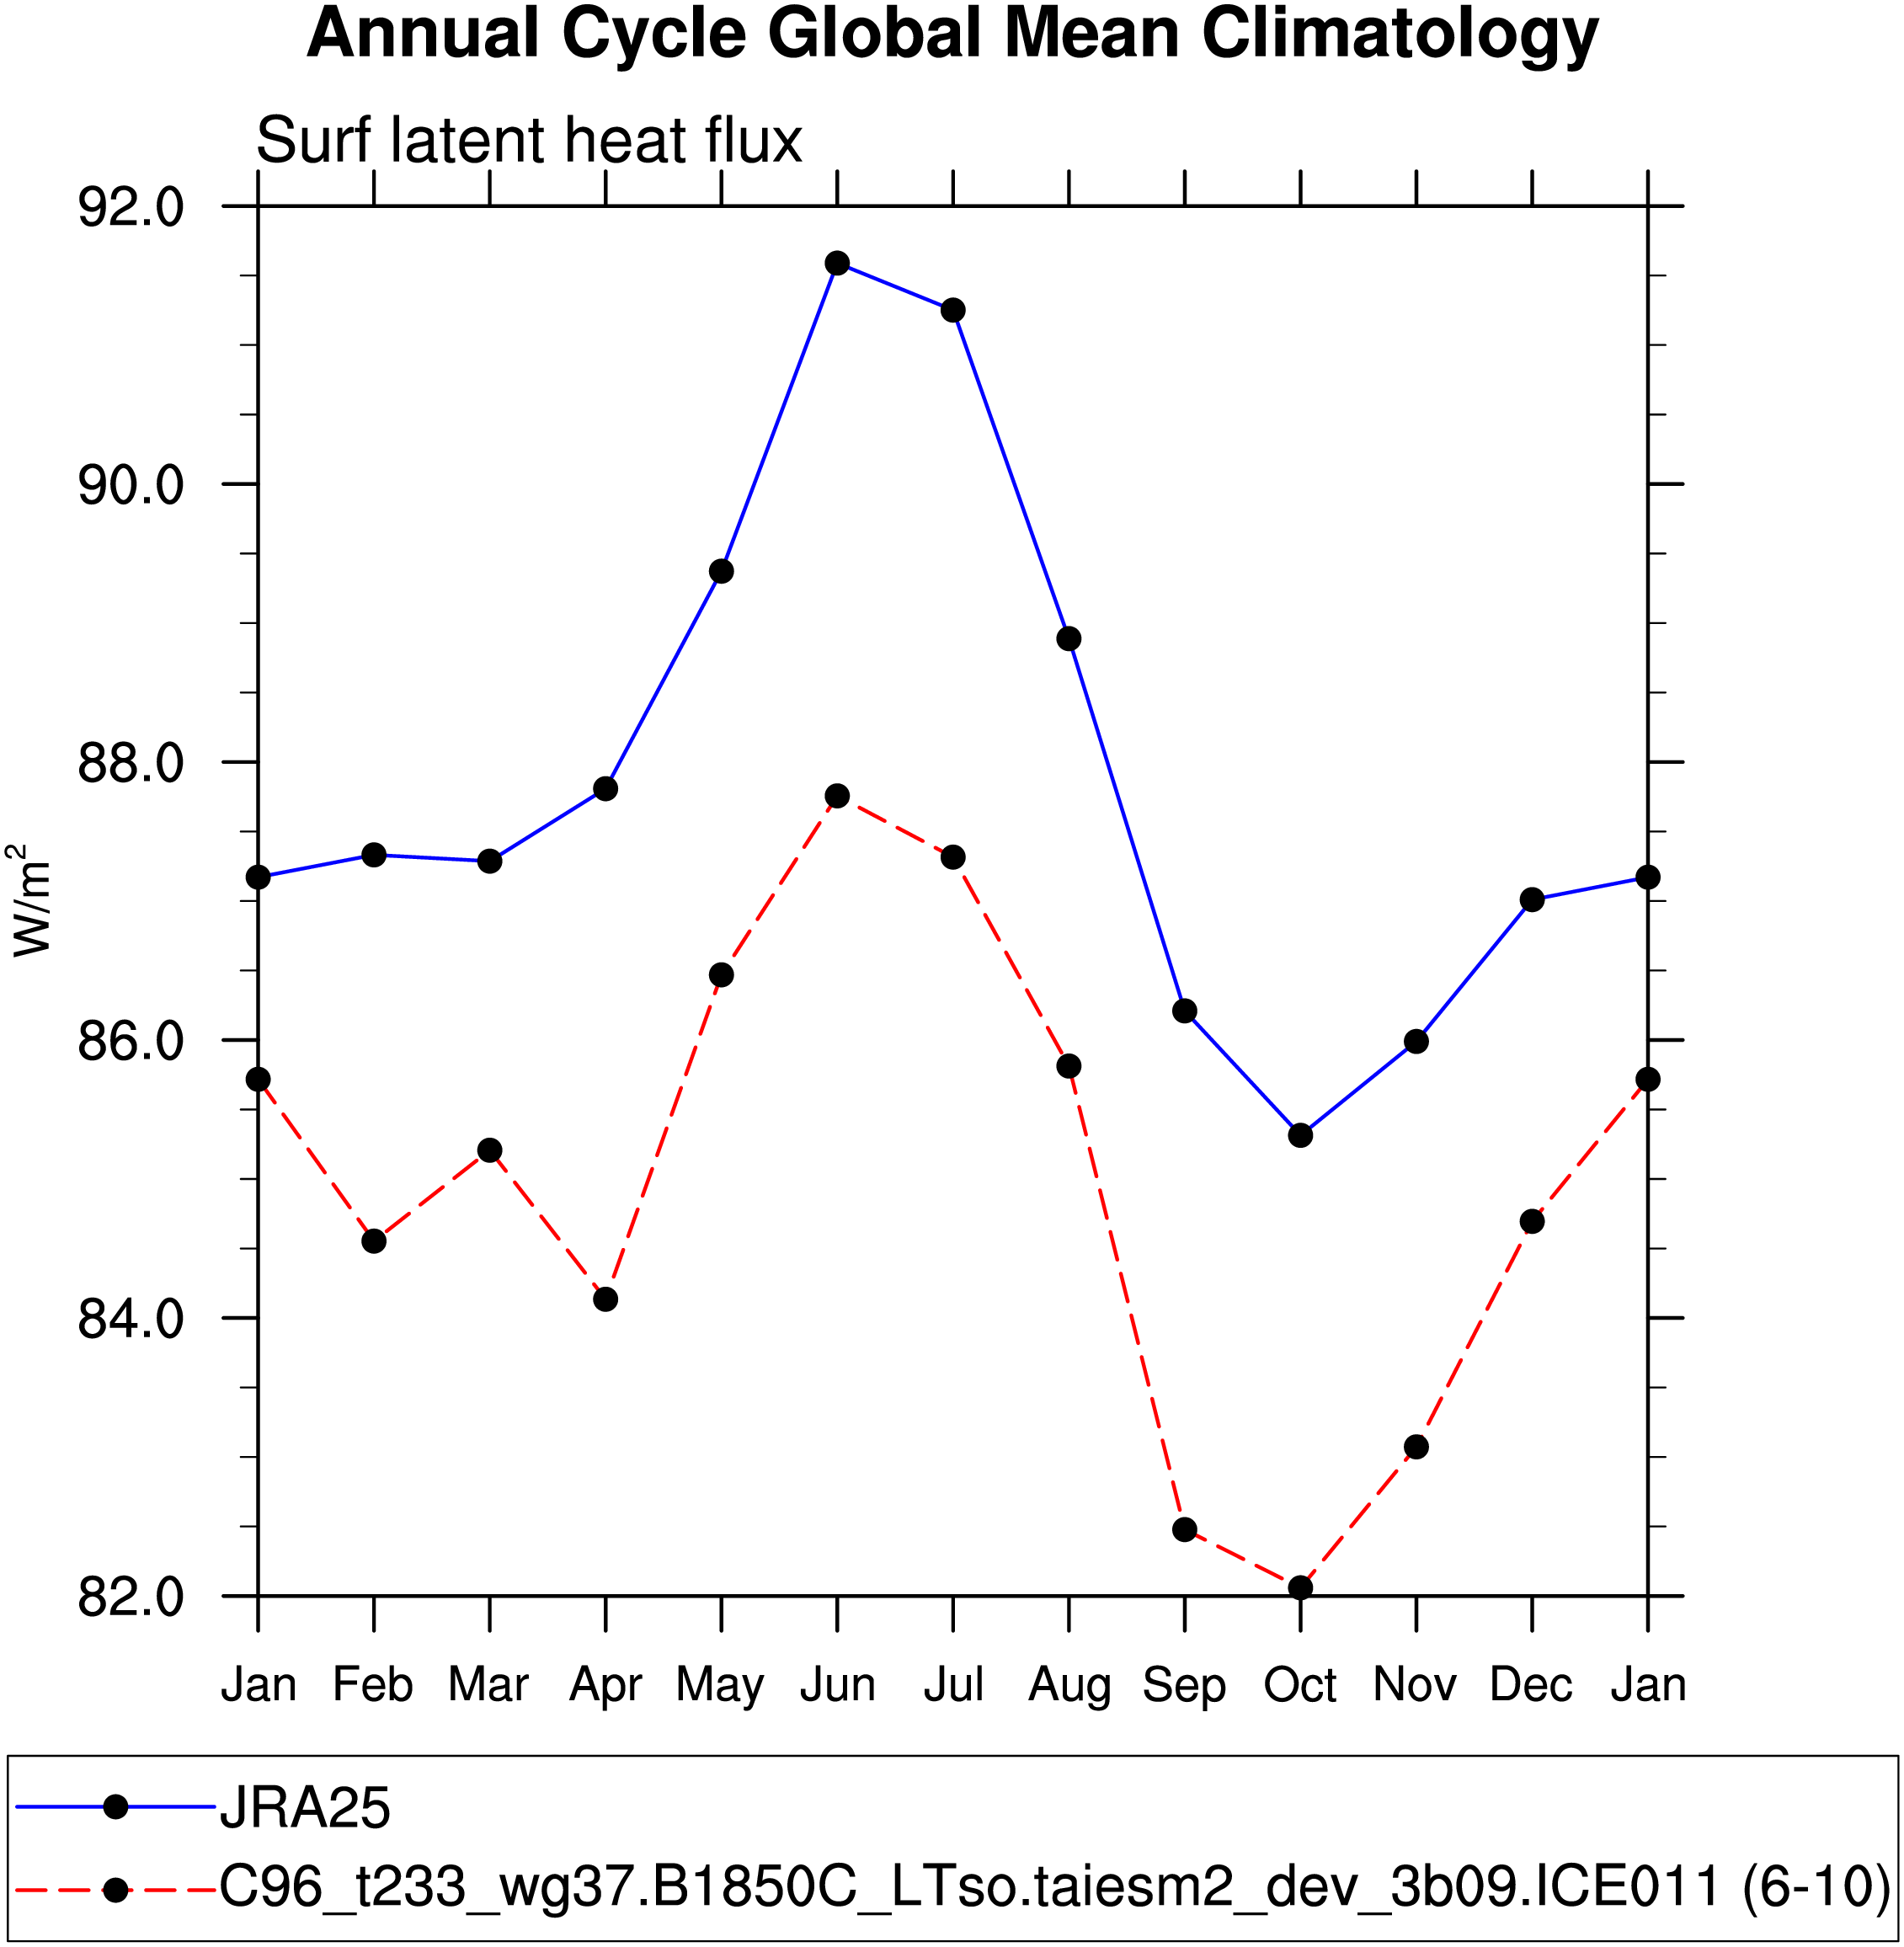 Annual Cycle Global Mean Climatology
Surf latent heat flux
92.0
90.0
88.0
86.0
84.0
82.0
W/m²
Jan Feb Mar Apr May Jun Jul Aug Sep Oct Nov Dec Jan
JRA25
C96_t233_wg37.B1850C_LTso.taiesm2_dev_3b09.ICE011 (6-10)